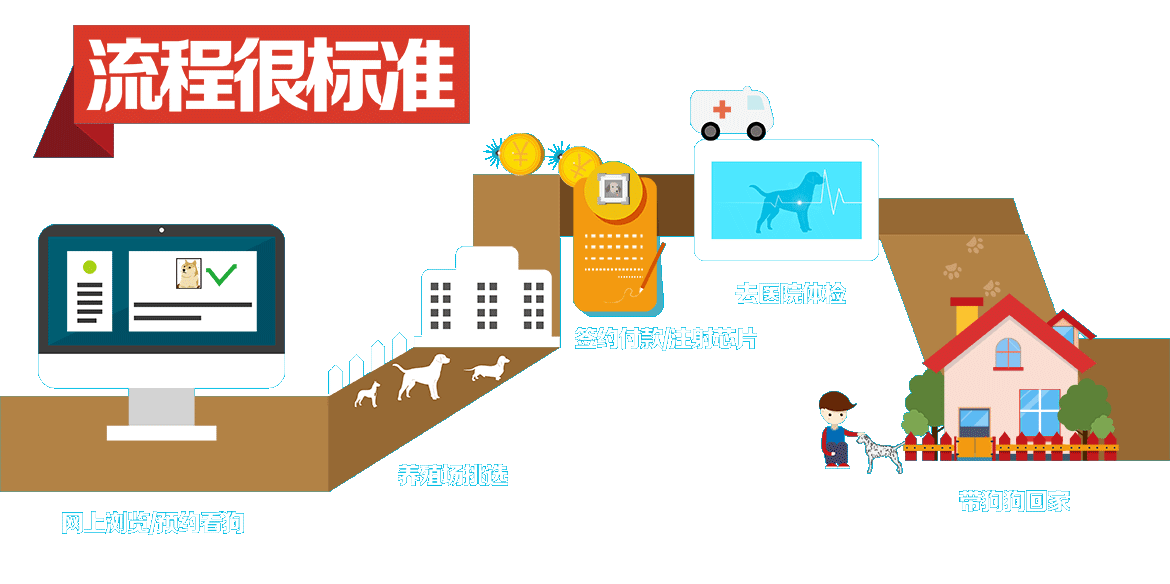 流程很标准
网上浏览/预约看狗
养殖场挑选
签约付款/注射芯片
去医院体检
带狗狗回家